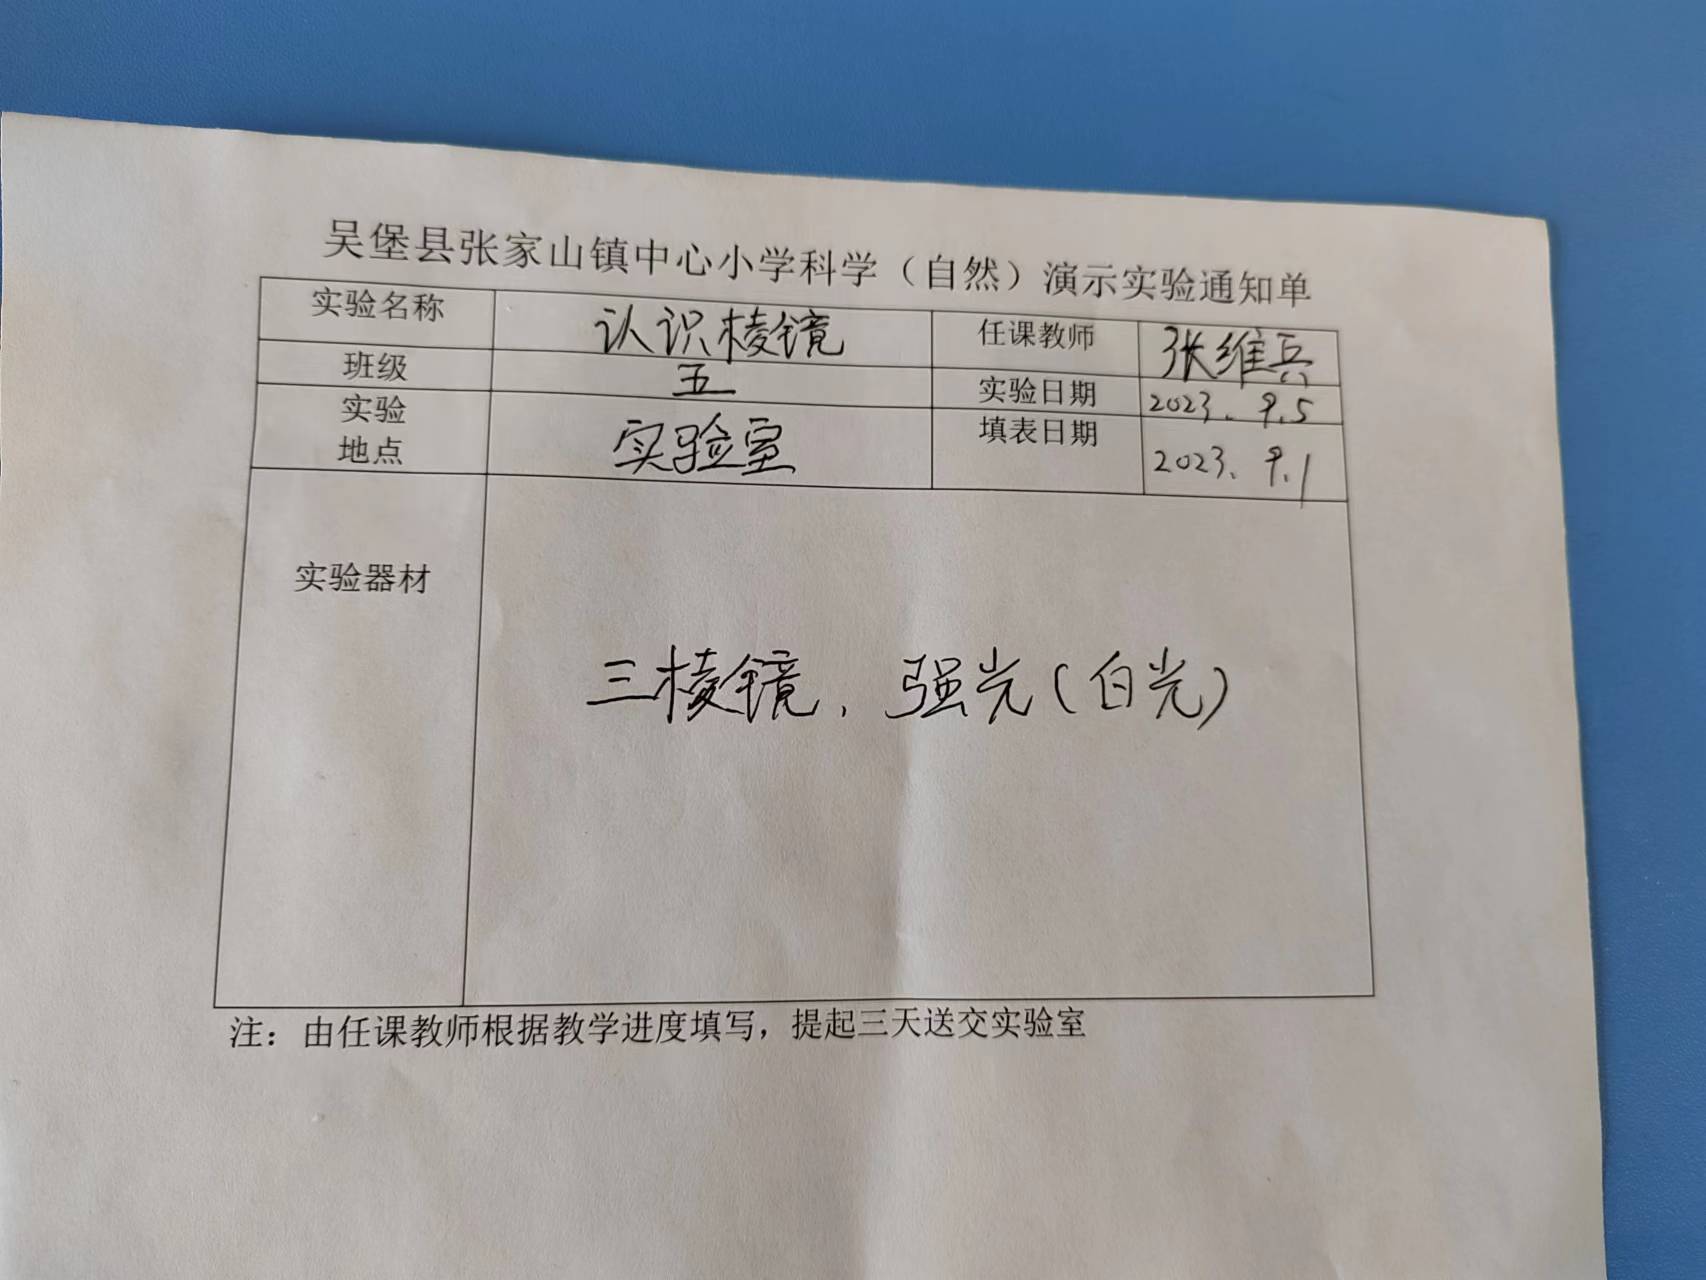 吴堡县张家山镇中心小学科学（自然）演示实验通知单
实验名称 认识棱镜 任课教师 张维兵
班级 五 实验日期 2023.9.5
实验地点 实验室 填表日期 2023.9.1
实验器材 三棱镜、强光(白光)
注：由任课教师根据教学进度填写，提起三天送交实验室